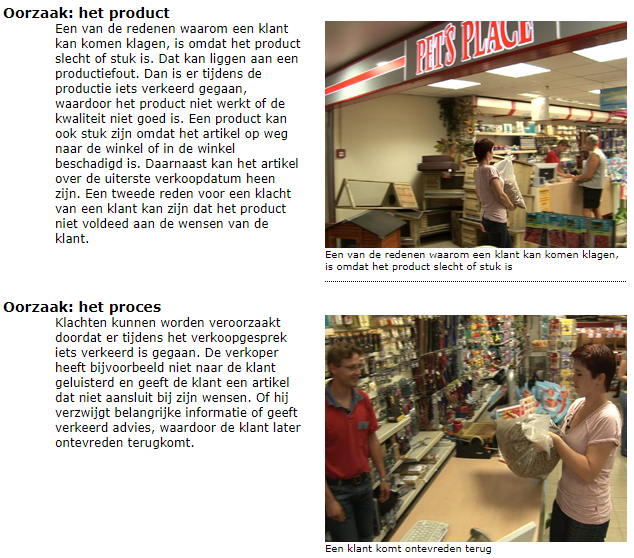 Oorzaak: het product
Een van de redenen waarom een klant
kan komen klagen, is omdat het product
slecht of stuk is. Dat kan liggen aan een
productiefout. Dan is er tijdens de
productie iets verkeerd gegaan,
waardoor het product niet werkt of de
kwaliteit niet goed is. Een product kan
ook stuk zijn omdat het artikel op weg
naar de winkel of in de winkel
beschadigd is. Daarnaast kan het artikel
over de uiterste verkoopdatum heen
zijn. Een tweede reden voor een klacht
van een klant kan zijn dat het product
niet voldeed aan de wensen van de
klant.
PET'S PLACE
Een van de redenen waarom een klant kan komen klagen,
is omdat het product slecht of stuk is
Oorzaak: het proces
Klachten kunnen worden veroorzaakt
doordat er tijdens het verkoopgesprek
iets verkeerd is gegaan. De verkoper
heeft bijvoorbeeld niet naar de klant
geluisterd en geeft de klant een artikel
dat niet aansluit bij zijn wensen. Of hij
verzwijgt belangrijke informatie of geeft
verkeerd advies, waardoor de klant later
ontevreden terugkomt.
Een klant komt ontevreden terug